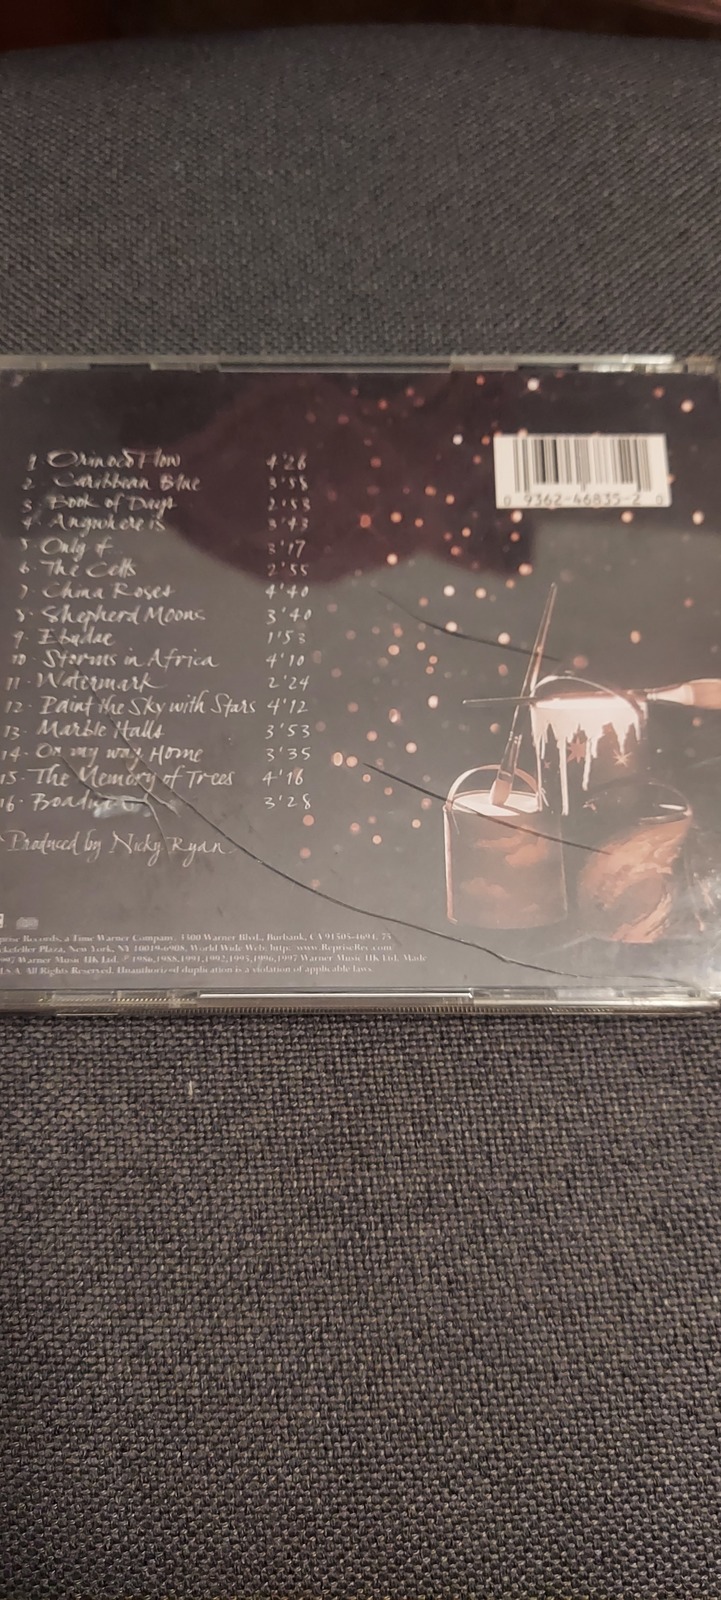 1 Orinoco Flow 4'26
2 Caribbean Blue 3'58
3 Book of Days 2'53
4 Anywhere is 3'43
5 Only if 3'17
6 The Celts 2'55
7 China Roses 4'40
8 Shepherd Moons 3'40
9 Ebudae 1'53
10 Storms in Africa 4'10
11 Watermark 2'24
12 Paint the Sky with Stars 4'12
13 Marble Halls 3'53
14 On my way Home 3'35
15 The Memory of Trees 4'16
16 3'28
Produced by Nicky Ryan
0 9362-46835-2 0
Records, a Time Warner Company. 3300 Warner Blvd., Burbank, CA 91505-4694. 75
Plaza, New York, NY 10019-6908. World Wide Web: http: www.RepriseRec.com
Warner Music UK Ltd. ℗ 1986,1988,1991,1992,1995,1996,1997 Warner Music UK Ltd. Made
U.S.A. All Rights Reserved. Unauthorized duplication is a violation of applicable laws.